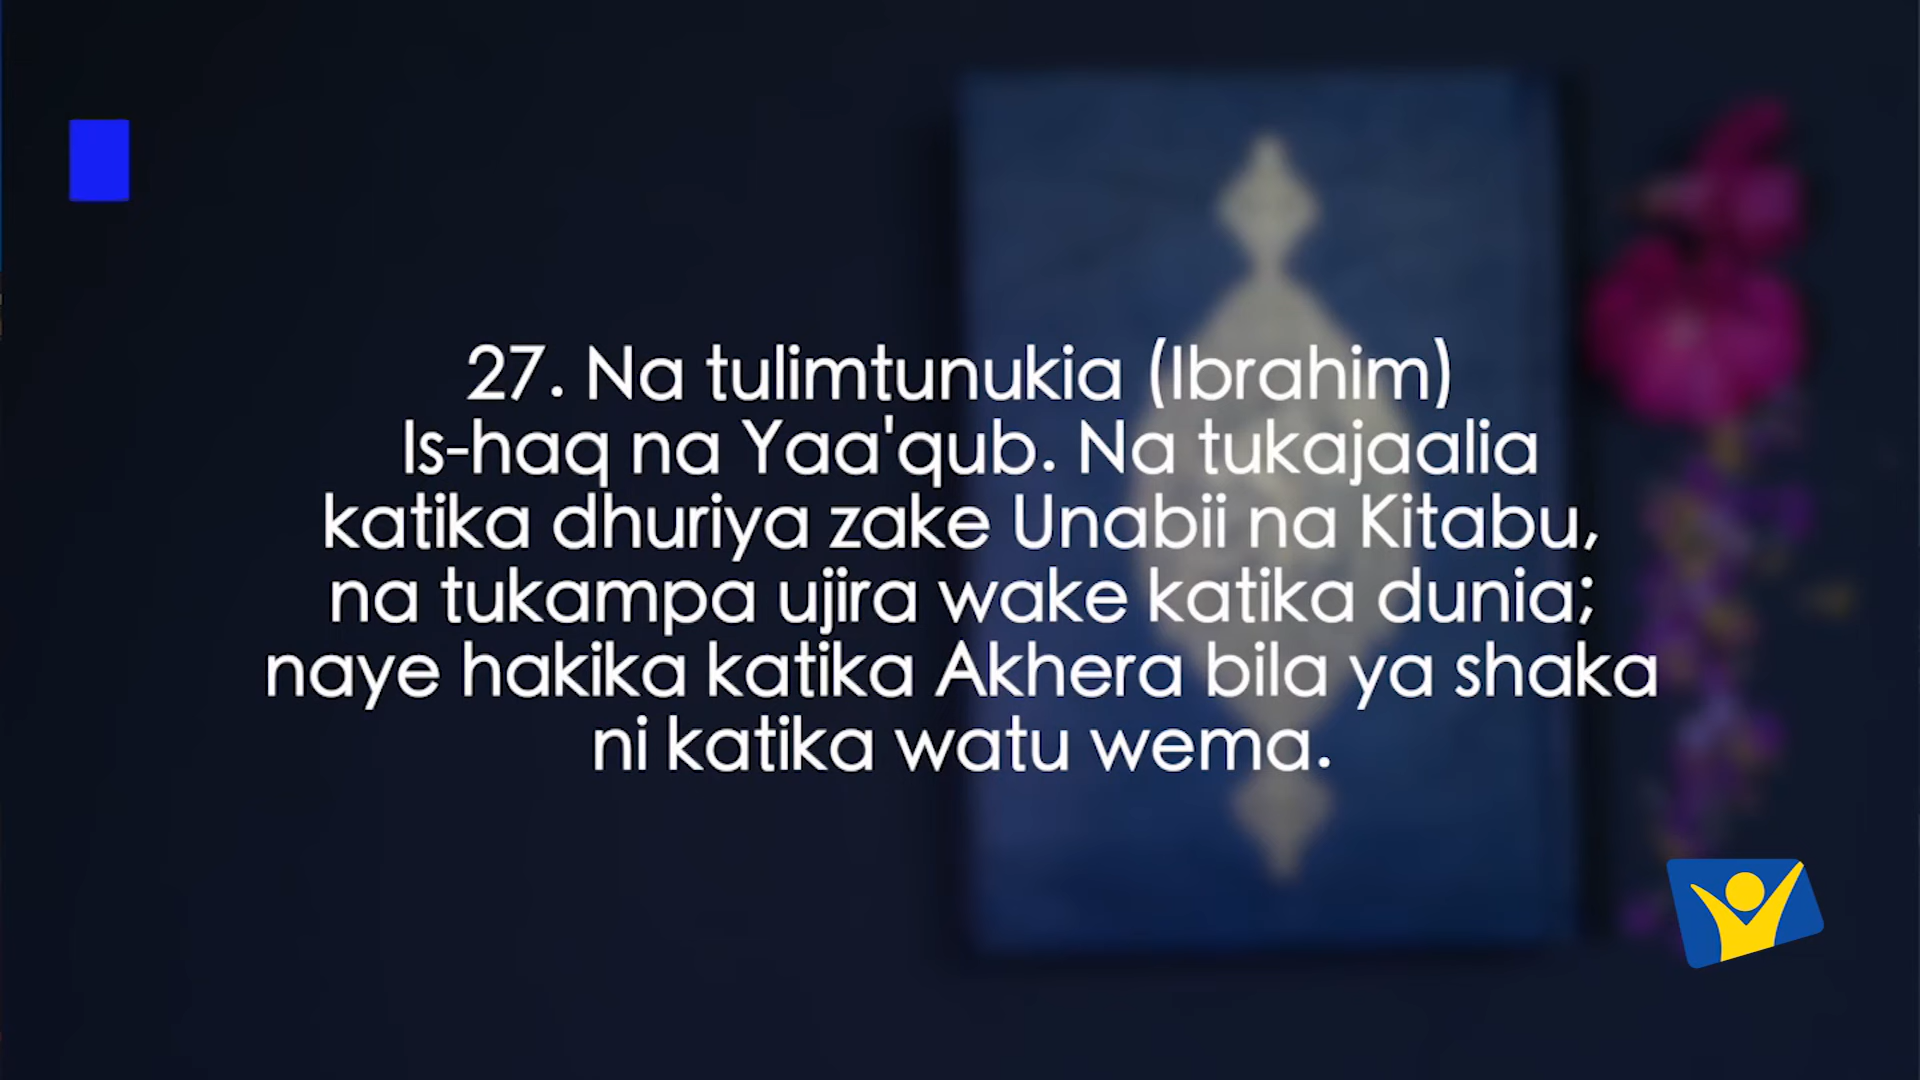 27. Na tulimtunukia (Ibrahim)
Is-haq na Yaa'qub. Na tukajaalia
katika dhuriya zake Unabii na Kitabu,
na tukampa ujira wake katika dunia;
naye hakika katika Akhera bila ya shaka
ni katika watu wema.